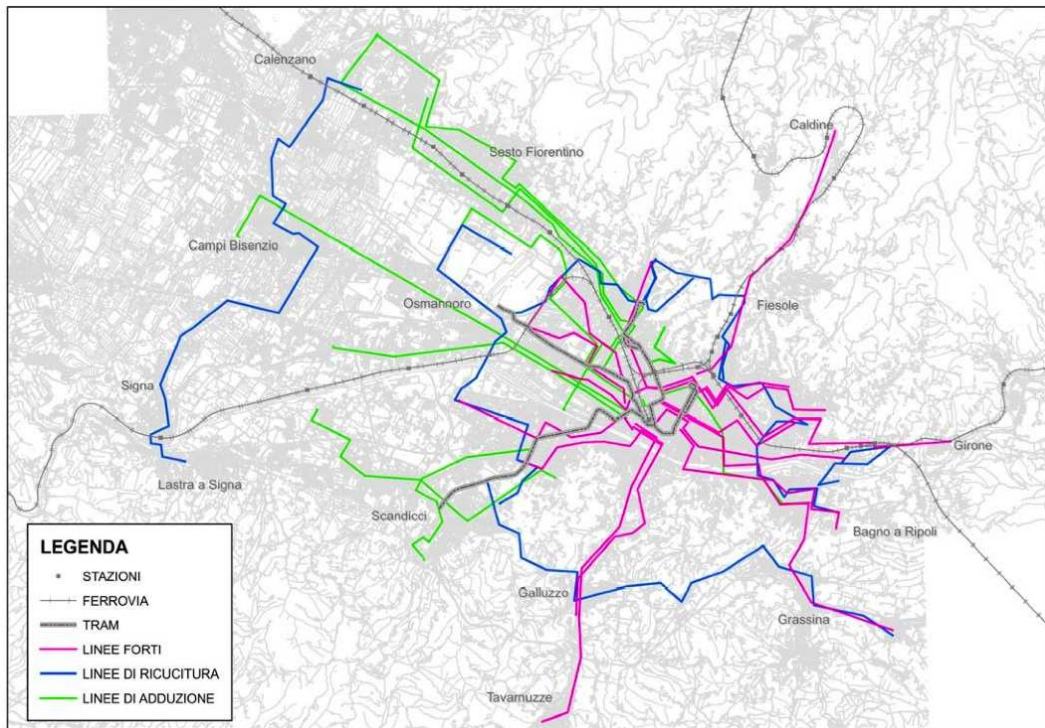 Calenzano
Caldine
Sesto Fiorentino
Campi Bisenzio
Osmannoro
Fiesole
Signa
Girone
Lastra a Signa
Scandicci
Bagno a Ripoli
Galluzzo
Grassina
Tavarnuzze
LEGENDA
STAZIONI
FERROVIA
TRAM
LINEE FORTI
LINEE DI RICUCITURA
LINEE DI ADDUZIONE